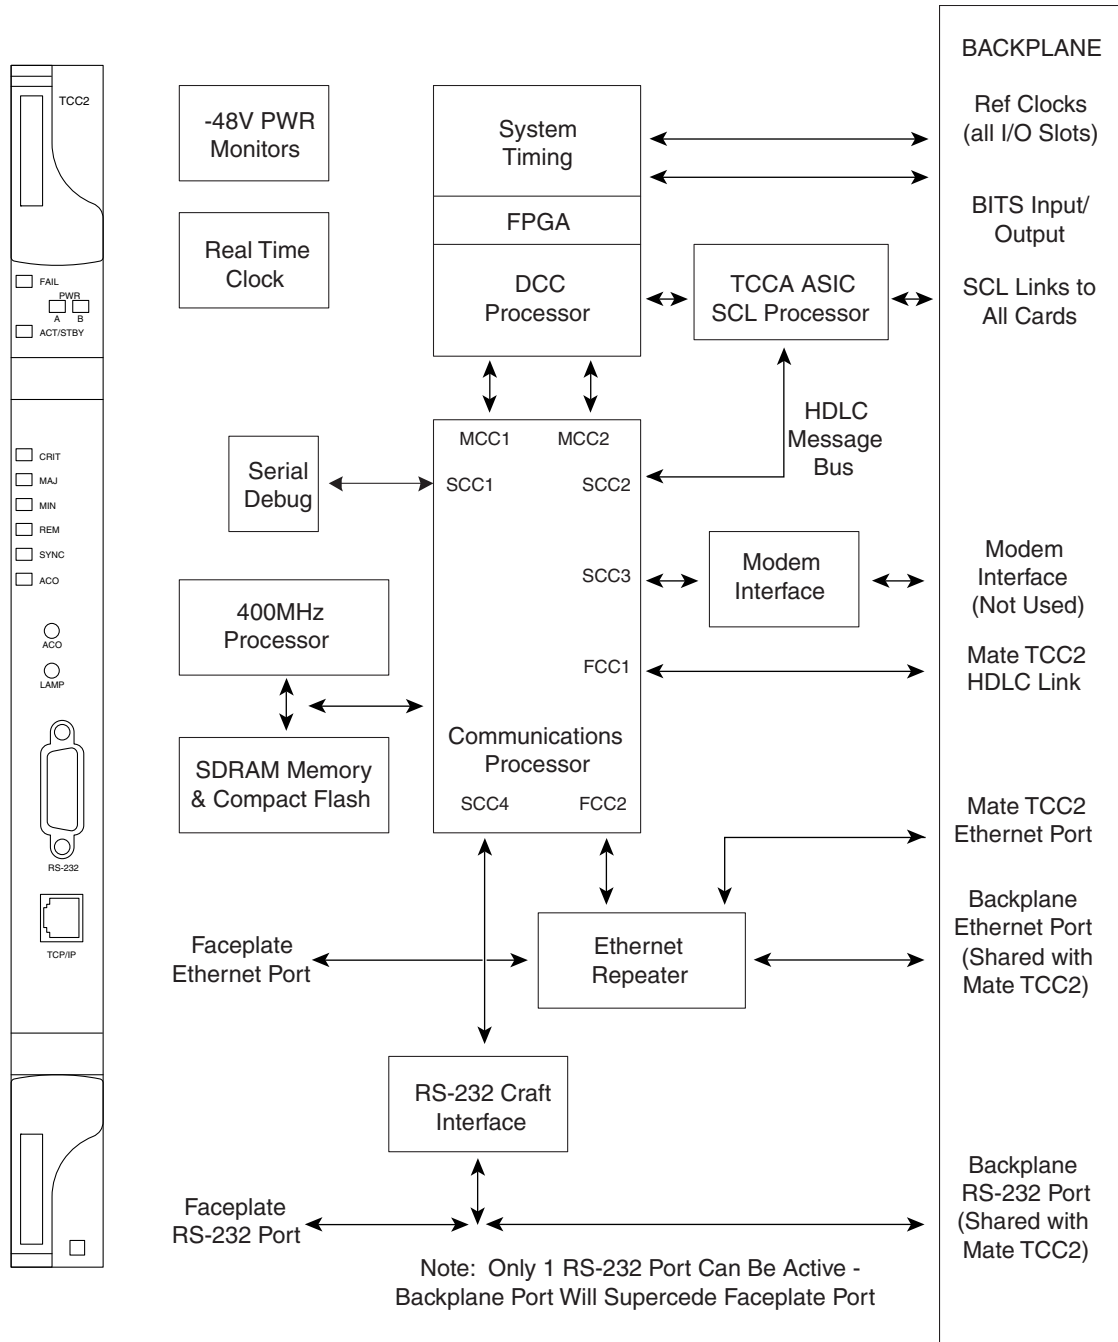 TCC2
FAIL
PWR
A B
ACT/STBY
CRIT
MAJ
MIN
REM
SYNC
ACO
ACO
LAMP
RS-232
TCP/IP
-48V PWR
Monitors
Real Time
Clock
System
Timing
FPGA
DCC
Processor
TCCA ASIC
SCL Processor
HDLC
Message
Bus
Serial
Debug
MCC1
MCC2
SCC1
SCC2
SCC3
FCC1
Communications
Processor
SCC4
FCC2
400MHz
Processor
SDRAM Memory
& Compact Flash
Modem
Interface
Faceplate
Ethernet Port
Ethernet
Repeater
RS-232 Craft
Interface
Faceplate
RS-232 Port
Note: Only 1 RS-232 Port Can Be Active -
Backplane Port Will Supercede Faceplate Port
BACKPLANE
Ref Clocks
(all I/O Slots)
BITS Input/
Output
SCL Links to
All Cards
Modem
Interface
(Not Used)
Mate TCC2
HDLC Link
Mate TCC2
Ethernet Port
Backplane
Ethernet Port
(Shared with
Mate TCC2)
Backplane
RS-232 Port
(Shared with
Mate TCC2)